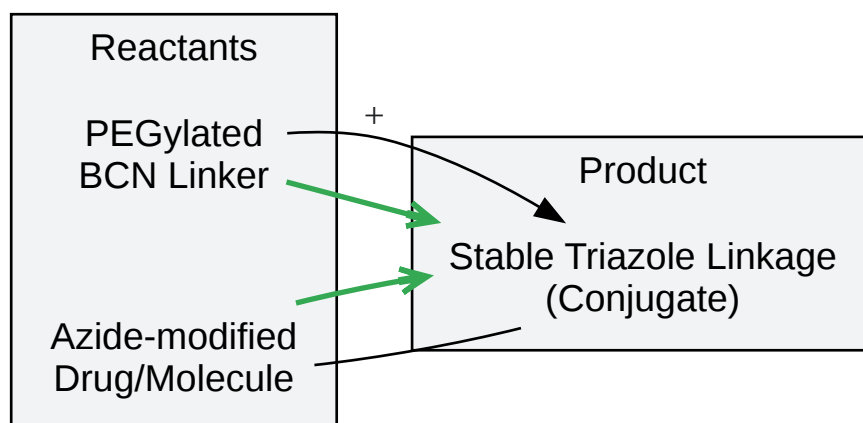 Reactants
PEGylated
BCN Linker
+
Product
Stable Triazole Linkage
(Conjugate)
Azide-modified
Drug/Molecule